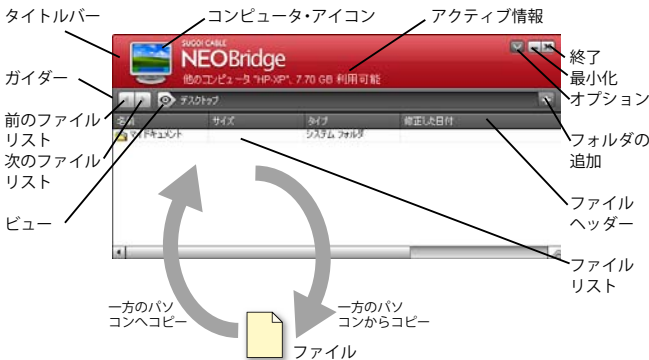 タイトルバー
コンピュータ・アイコン
アクティブ情報
SUGOI CABLE
NEOBridge
他のコンピュータ "HP-XP"、7.70 GB 利用可能
終了
最小化
オプション
ガイダー
デスクトップ
前のファイル
リスト
次のファイル
リスト
ビュー
名前
サイズ
タイプ
修正した日付
マイドキュメント
システム フォルダ
フォルダの
追加
ファイル
ヘッダー
ファイル
リスト
一方のパソ
コンへコピー
一方のパソ
コンからコピー
ファイル